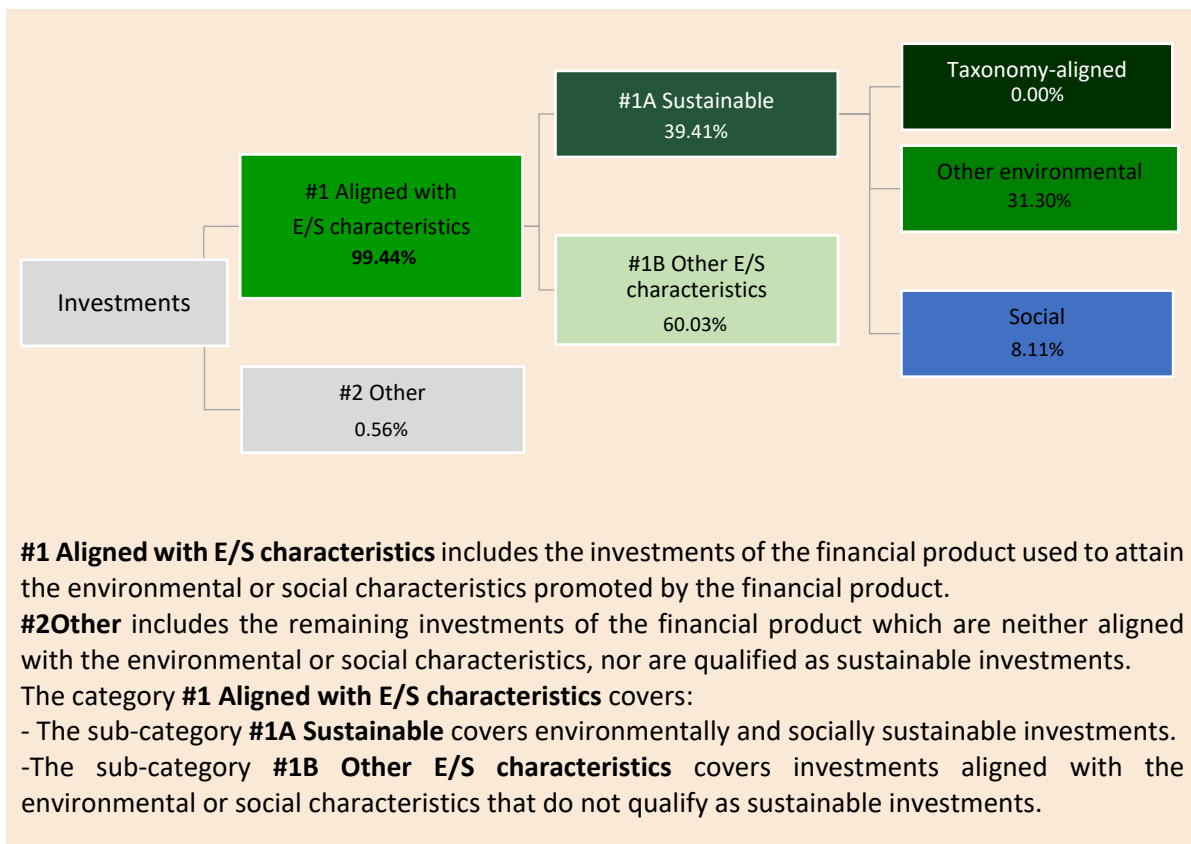 Investments
#1 Aligned with
E/S characteristics
99.44%
#2 Other
0.56%
#1A Sustainable
39.41%
#1B Other E/S
characteristics
60.03%
Taxonomy-aligned
0.00%
Other environmental
31.30%
Social
8.11%
#1 Aligned with E/S characteristics includes the investments of the financial product used to attain
the environmental or social characteristics promoted by the financial product.
#2Other includes the remaining investments of the financial product which are neither aligned
with the environmental or social characteristics, nor are qualified as sustainable investments.
The category #1 Aligned with E/S characteristics covers:
- The sub-category #1A Sustainable covers environmentally and socially sustainable investments.
-The sub-category #1B Other E/S characteristics covers investments aligned with the
environmental or social characteristics that do not qualify as sustainable investments.